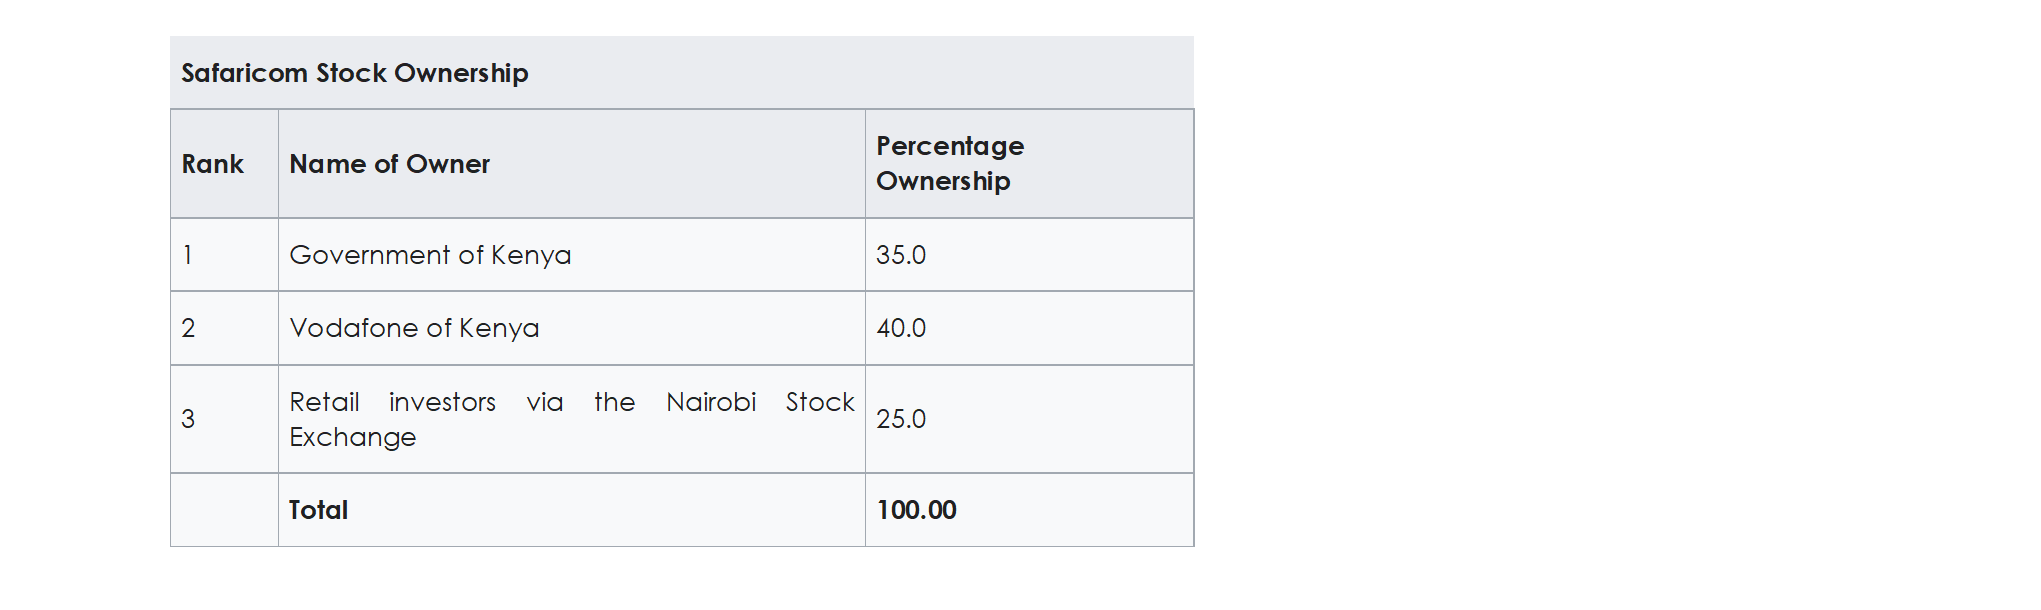 Safaricom Stock Ownership
Rank Name of Owner Percentage Ownership
1 Government of Kenya 35.0
2 Vodafone of Kenya 40.0
3 Retail investors via the Nairobi Stock Exchange 25.0
Total 100.00